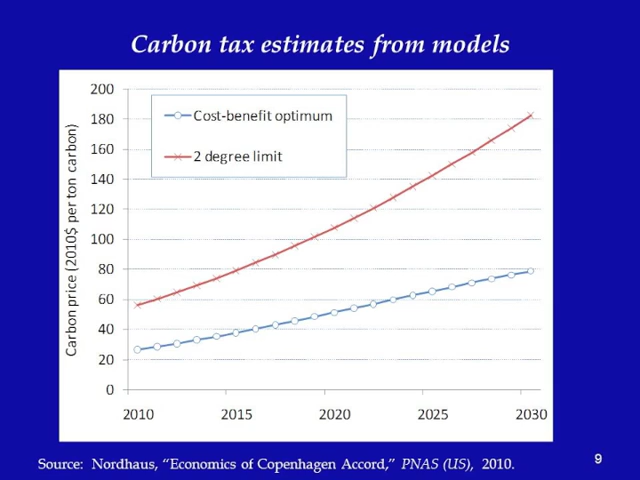 Carbon tax estimates from models
200
180
160
140
120
100
80
60
40
20
0
Carbon price (2010$ per ton carbon)
Cost-benefit optimum
2 degree limit
2010 2015 2020 2025 2030
Source: Nordhaus, “Economics of Copenhagen Accord,” PNAS (US), 2010.
9